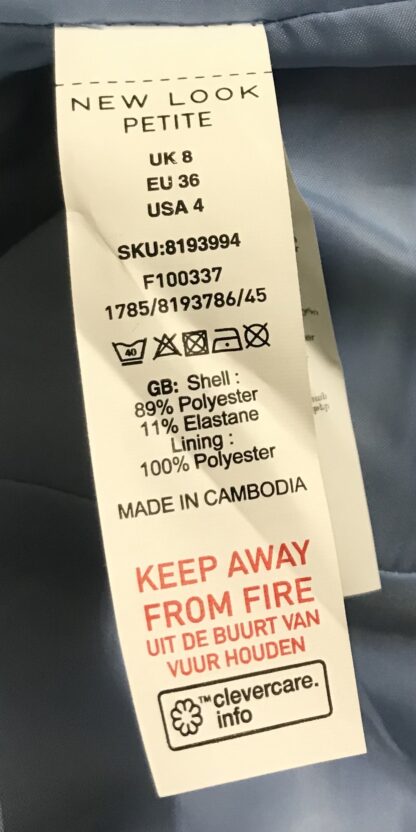 NEW LOOK
PETITE
UK 8
EU 36
USA 4
SKU:8193994
F100337
1785/8193786/45
40
GB: Shell :
89% Polyester
11% Elastane
Lining :
100% Polyester
MADE IN CAMBODIA
KEEP AWAY
FROM FIRE
UIT DE BUURT VAN
VUUR HOUDEN
™clevercare.
info